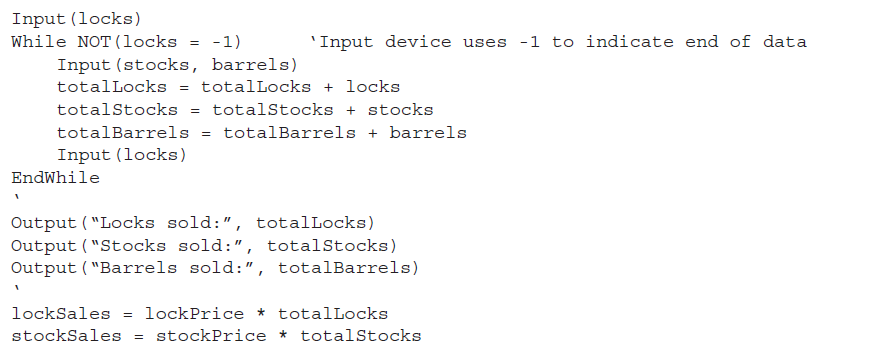 Input(locks)
While NOT(locks = -1)      ‵Input device uses -1 to indicate end of data
    Input(stocks, barrels)
    totalLocks = totalLocks + locks
    totalStocks = totalStocks + stocks
    totalBarrels = totalBarrels + barrels
    Input(locks)
EndWhile
‵
Output(“Locks sold:”, totalLocks)
Output(“Stocks sold:”, totalStocks)
Output(“Barrels sold:”, totalBarrels)
‵
lockSales = lockPrice * totalLocks
stockSales = stockPrice * totalStocks